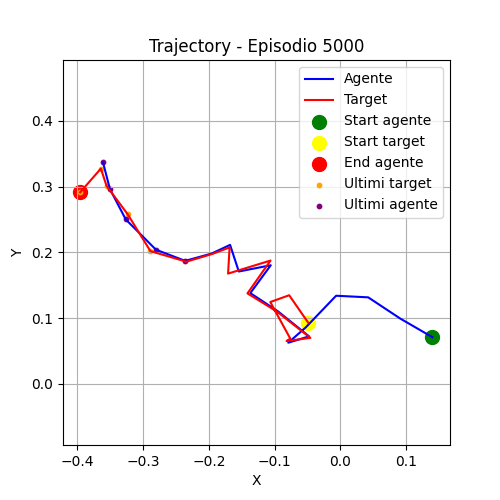 Trajectory - Episodio 5000
Agente
Target
Start agente
Start target
End agente
Ultimi target
Ultimi agente
0.4
0.3
0.2
0.1
0.0
Y
−0.4 −0.3 −0.2 −0.1 0.0 0.1
X